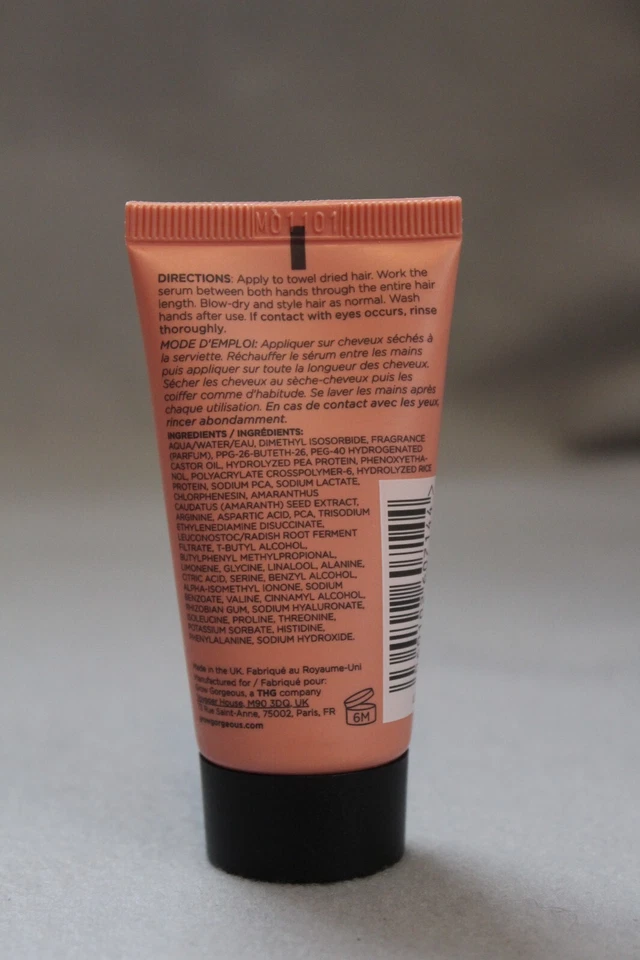 M01101
DIRECTIONS: Apply to towel dried hair. Work the
serum between both hands through the entire hair
length. Blow-dry and style hair as normal. Wash
hands after use. If contact with eyes occurs, rinse
thoroughly.
MODE D'EMPLOI: Appliquer sur cheveux séchés à
la serviette. Réchauffer le sérum entre les mains
puis appliquer sur toute la longueur des cheveux.
Sécher les cheveux au sèche-cheveux puis les
coiffer comme d'habitude. Se laver les mains après
chaque utilisation. En cas de contact avec les yeux,
rincer abondamment.
INGREDIENTS / INGRÉDIENTS:
AQUA/WATER/EAU, DIMETHYL ISOSORBIDE, FRAGRANCE
(PARFUM), PPG-26-BUTETH-26, PEG-40 HYDROGENATED
CASTOR OIL, HYDROLYZED PEA PROTEIN, PHENOXYETHA-
NOL, POLYACRYLATE CROSSPOLYMER-6, HYDROLYZED RICE
PROTEIN, SODIUM PCA, SODIUM LACTATE,
CHLORPHENESIN, AMARANTHUS
CAUDATUS (AMARANTH) SEED EXTRACT,
ARGININE, ASPARTIC ACID, PCA, TRISODIUM
ETHYLENEDIAMINE DISUCCINATE,
LEUCONOSTOC/RADISH ROOT FERMENT
FILTRATE, T-BUTYL ALCOHOL,
BUTYLPHENYL METHYLPROPIONAL,
LIMONENE, GLYCINE, LINALOOL, ALANINE,
CITRIC ACID, SERINE, BENZYL ALCOHOL,
ALPHA-ISOMETHYL IONONE, SODIUM
BENZOATE, VALINE, CINNAMYL ALCOHOL,
RHIZOBIAN GUM, SODIUM HYALURONATE,
ISOLEUCINE, PROLINE, THREONINE,
POTASSIUM SORBATE, HISTIDINE,
PHENYLALANINE, SODIUM HYDROXIDE.
Made in the UK. Fabriqué au Royaume-Uni
Manufactured for / Fabriqué pour:
Grow Gorgeous, a THG company
House, M90 3DQ, UK
Rue Saint-Anne, 75002, Paris, FR
growgorgeous.com
6M